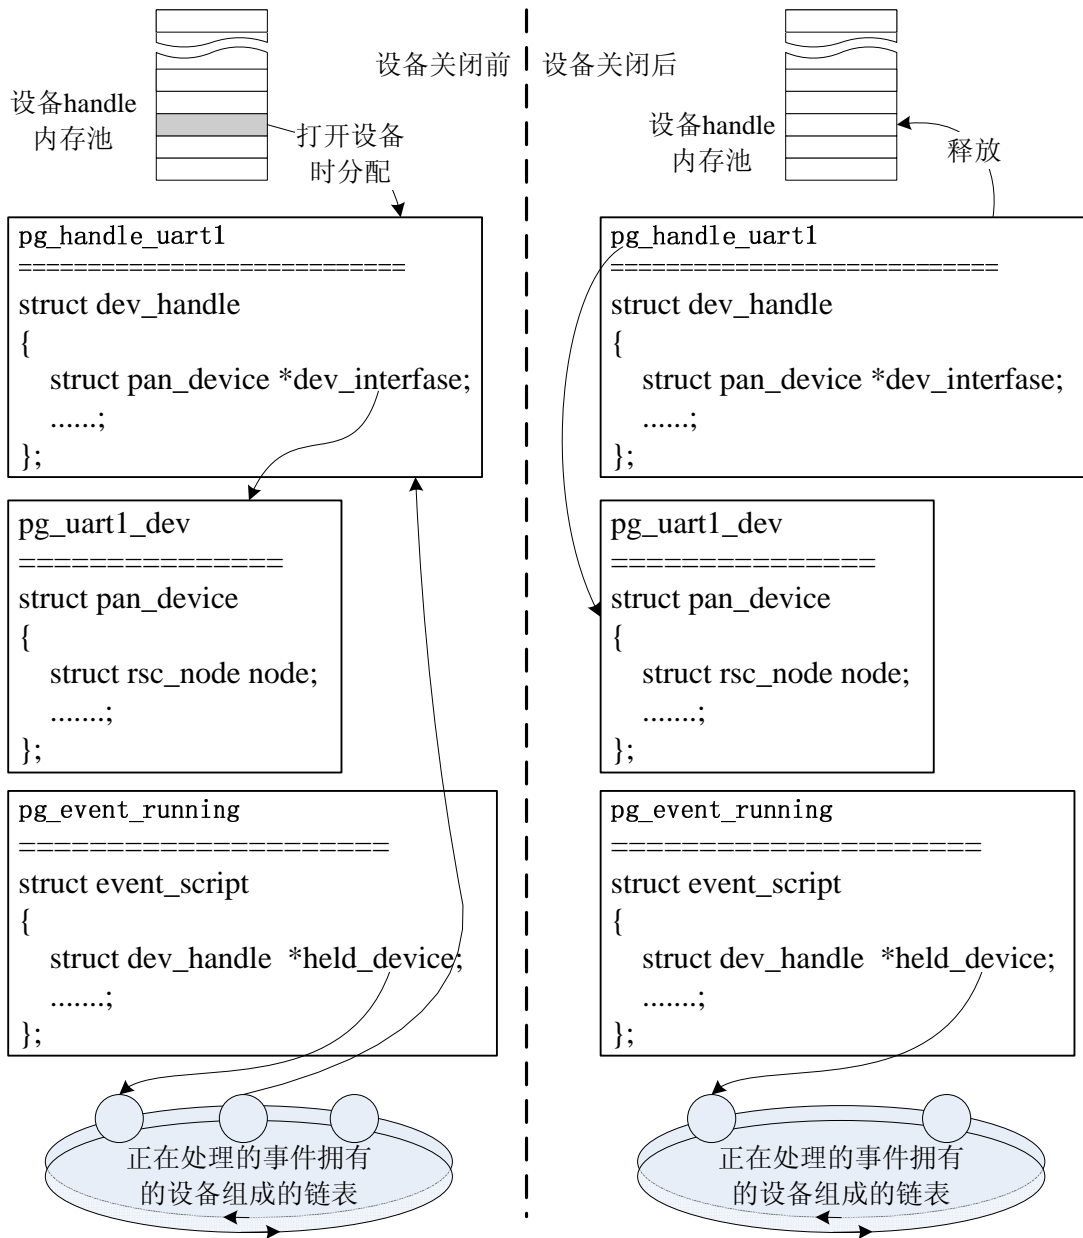 设备关闭前
设备handle
内存池
打开设备
时分配
pg_handle_uart1
============================
struct dev_handle
{
struct pan_device *dev_interfase;
......;
};
pg_uart1_dev
===============
struct pan_device
{
struct rsc_node node;
.......;
};
pg_event_running
=====================
struct event_script
{
struct dev_handle *held_device;
.......;
};
正在处理的事件拥有
的设备组成的链表
设备关闭后
设备handle
内存池
释放
pg_handle_uart1
============================
struct dev_handle
{
struct pan_device *dev_interfase;
......;
};
pg_uart1_dev
===============
struct pan_device
{
struct rsc_node node;
.......;
};
pg_event_running
=====================
struct event_script
{
struct dev_handle *held_device;
.......;
};
正在处理的事件拥有
的设备组成的链表